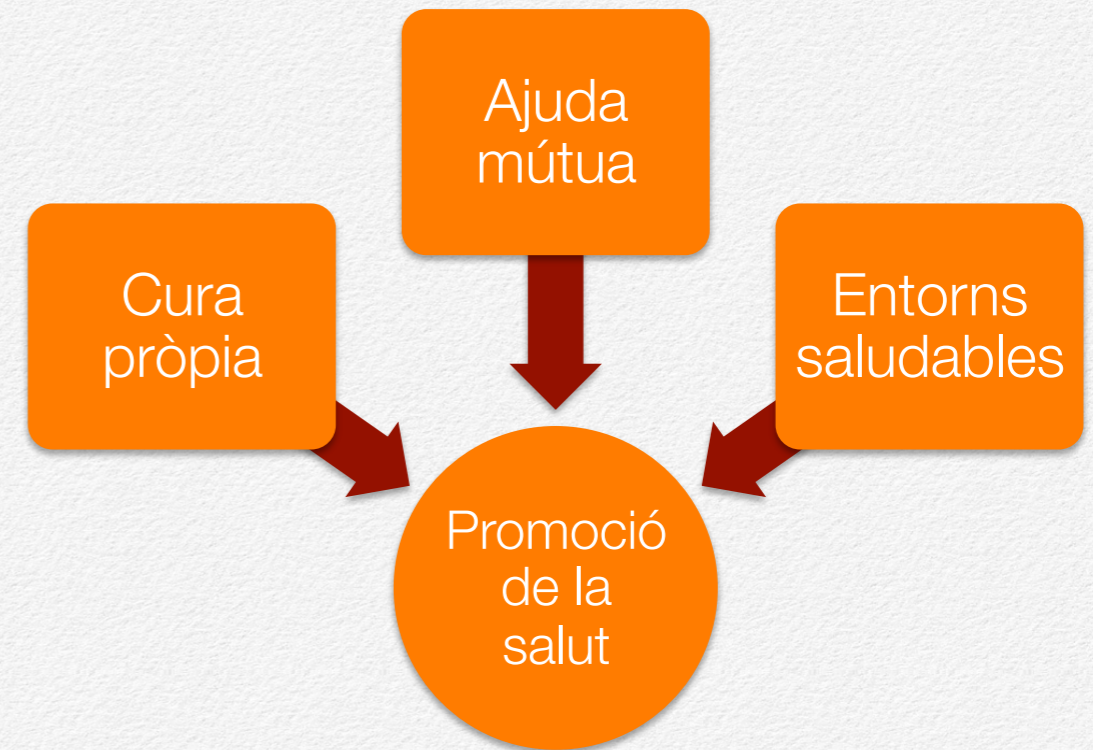 Ajuda
mútua
Cura
pròpia
Entorns
saludables
Promoció
de la
salut